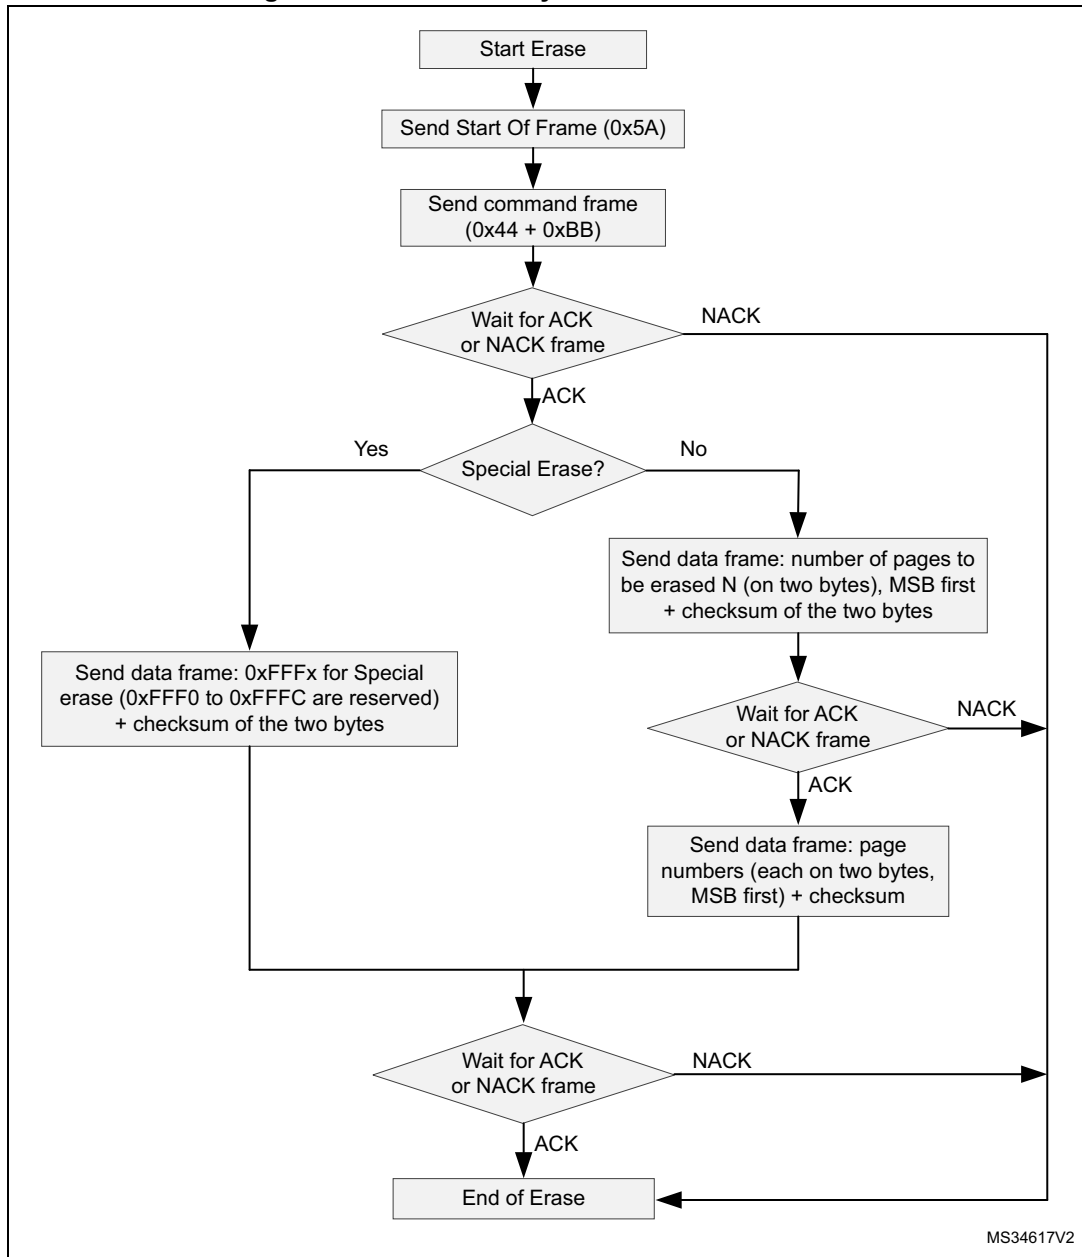 Start Erase
Send Start Of Frame (0x5A)
Send command frame
(0x44 + 0xBB)
Wait for ACK
or NACK frame
NACK
ACK
Yes
Special Erase?
No
Send data frame: number of pages to
be erased N (on two bytes), MSB first
+ checksum of the two bytes
Send data frame: 0xFFFx for Special
erase (0xFFF0 to 0xFFFC are reserved)
+ checksum of the two bytes
Wait for ACK
or NACK frame
NACK
ACK
Send data frame: page
numbers (each on two bytes,
MSB first) + checksum
Wait for ACK
or NACK frame
NACK
ACK
End of Erase
MS34617V2